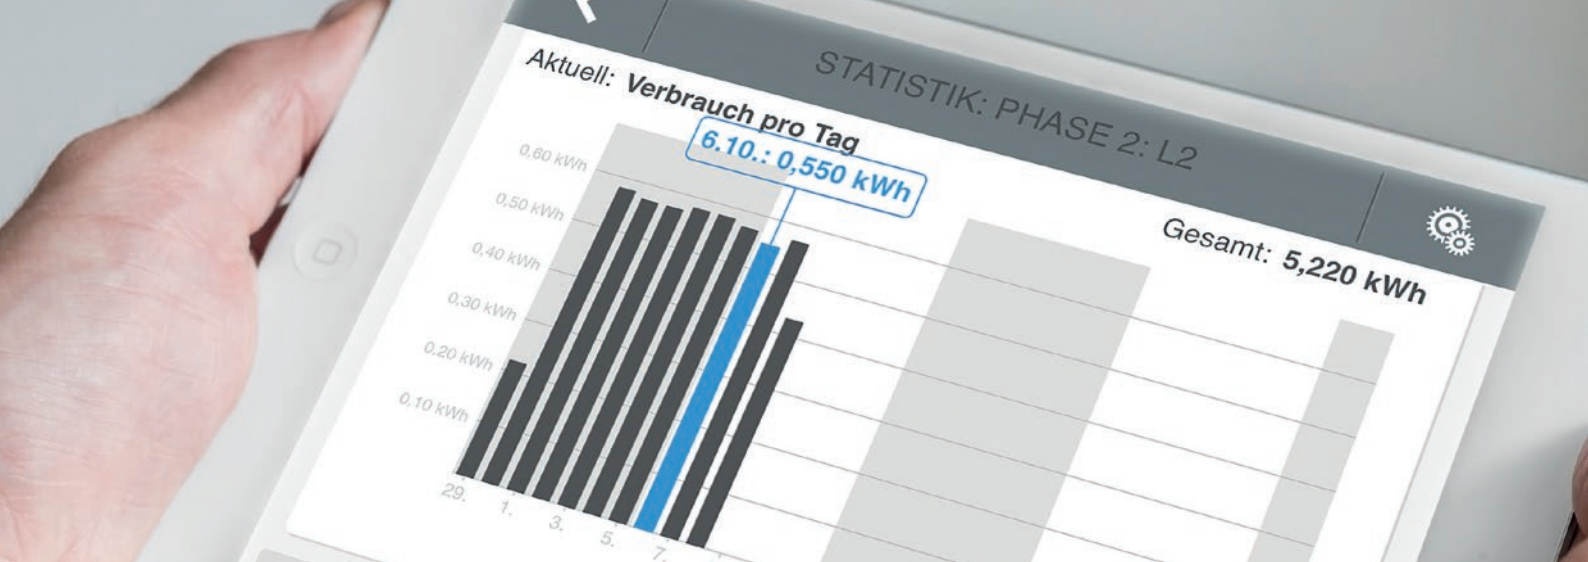 STATISTIK: PHASE 2: L2
Aktuell: Verbrauch pro Tag
Gesamt: 5,220 kWh
6.10.: 0,550 kWh
0,60 kWh
0,50 kWh
0,40 kWh
0,30 kWh
0,20 kWh
0,10 kWh
29.
1.
3.
5.
7.